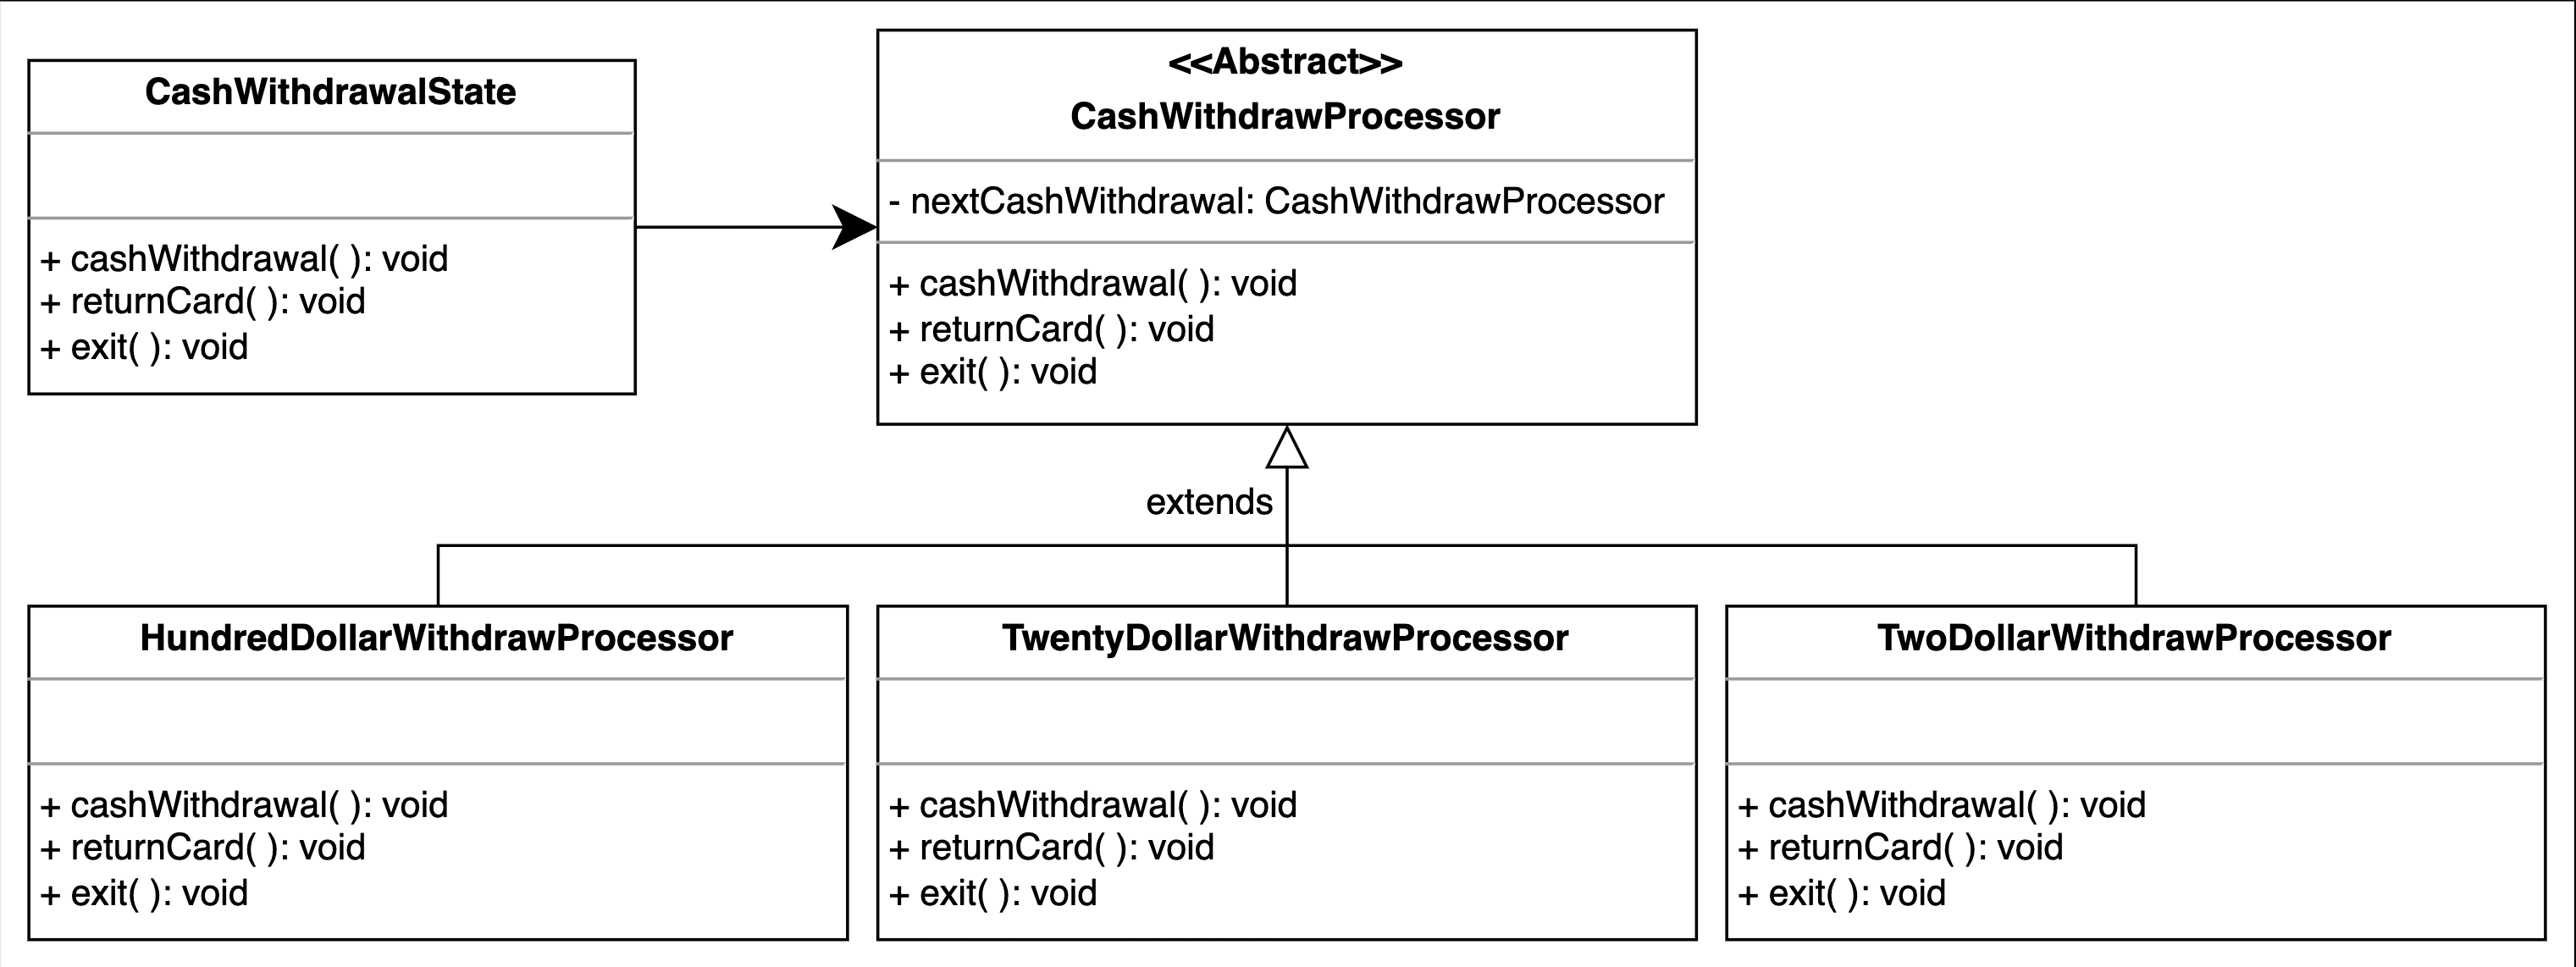 CashWithdrawalState
+ cashWithdrawal( ): void
+ returnCard( ): void
+ exit( ): void
<<Abstract>>
CashWithdrawProcessor
- nextCashWithdrawal: CashWithdrawProcessor
+ cashWithdrawal( ): void
+ returnCard( ): void
+ exit( ): void
extends
HundredDollarWithdrawProcessor
+ cashWithdrawal( ): void
+ returnCard( ): void
+ exit( ): void
TwentyDollarWithdrawProcessor
+ cashWithdrawal( ): void
+ returnCard( ): void
+ exit( ): void
TwoDollarWithdrawProcessor
+ cashWithdrawal( ): void
+ returnCard( ): void
+ exit( ): void